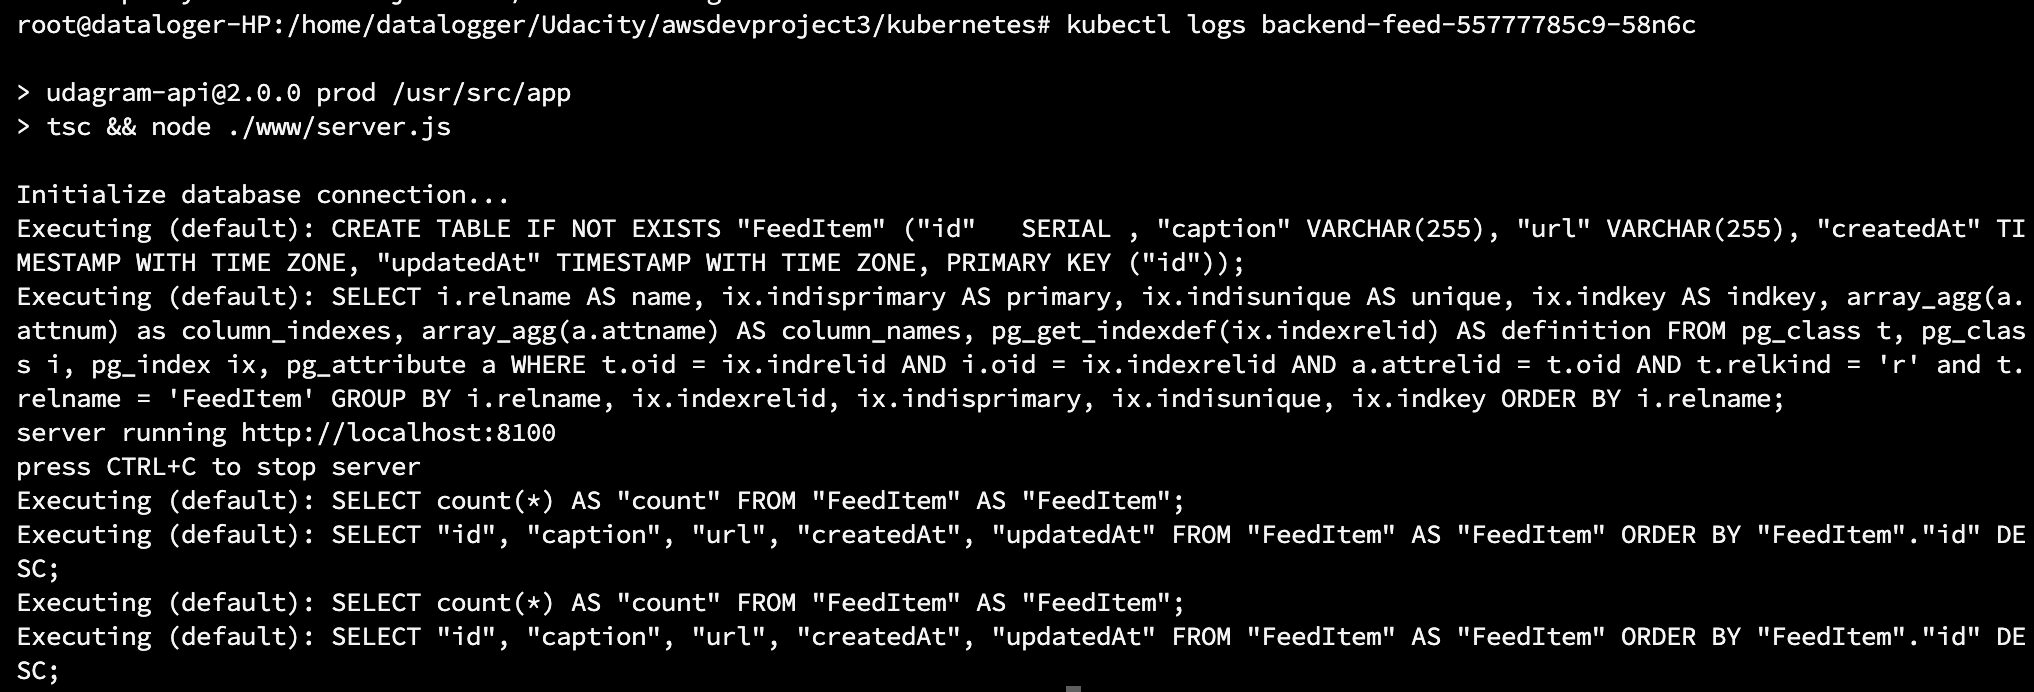 root@dataloger-HP:/home/datalogger/Udacity/awsdevproject3/kubernetes# kubectl logs backend-feed-55777785c9-58n6c
> udagram-api@2.0.0 prod /usr/src/app
> tsc && node ./www/server.js
Initialize database connection...
Executing (default): CREATE TABLE IF NOT EXISTS "FeedItem" ("id"   SERIAL , "caption" VARCHAR(255), "url" VARCHAR(255), "createdAt" TI
MESTAMP WITH TIME ZONE, "updatedAt" TIMESTAMP WITH TIME ZONE, PRIMARY KEY ("id"));
Executing (default): SELECT i.relname AS name, ix.indisprimary AS primary, ix.indisunique AS unique, ix.indkey AS indkey, array_agg(a.
attnum) as column_indexes, array_agg(a.attname) AS column_names, pg_get_indexdef(ix.indexrelid) AS definition FROM pg_class t, pg_clas
s i, pg_index ix, pg_attribute a WHERE t.oid = ix.indrelid AND i.oid = ix.indexrelid AND a.attrelid = t.oid AND t.relkind = 'r' and t.
relname = 'FeedItem' GROUP BY i.relname, ix.indexrelid, ix.indisprimary, ix.indisunique, ix.indkey ORDER BY i.relname;
server running http://localhost:8100
press CTRL+C to stop server
Executing (default): SELECT count(*) AS "count" FROM "FeedItem" AS "FeedItem";
Executing (default): SELECT "id", "caption", "url", "createdAt", "updatedAt" FROM "FeedItem" AS "FeedItem" ORDER BY "FeedItem"."id" DE
SC;
Executing (default): SELECT count(*) AS "count" FROM "FeedItem" AS "FeedItem";
Executing (default): SELECT "id", "caption", "url", "createdAt", "updatedAt" FROM "FeedItem" AS "FeedItem" ORDER BY "FeedItem"."id" DE
SC;